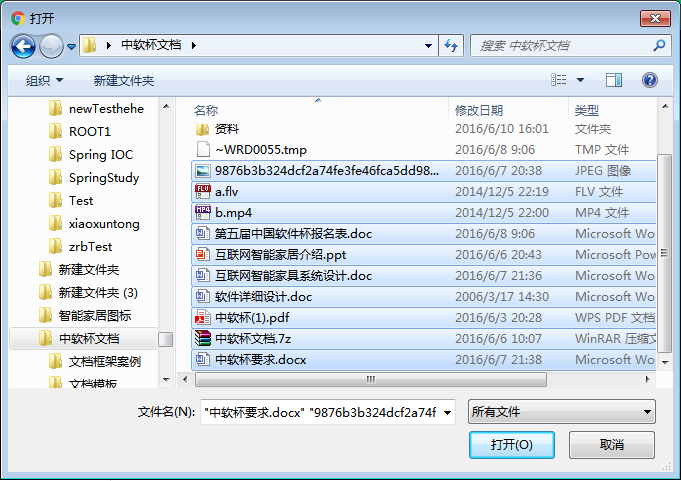 打开
中软杯文档
搜索 中软杯文档
组织 新建文件夹
newTesthehe
ROOT1
Spring IOC
SpringStudy
Test
xiaoxuntong
zrbTest
新建文件夹
新建文件夹 (3)
智能家居图标
中软杯文档
文档框架案例
文档模板
名称 修改日期 类型
资料 2016/6/10 16:01 文件夹
~WRD0055.tmp 2016/6/8 9:06 TMP 文件
9876b3b324dcf2a74fe3fe46fca5dd98... 2016/6/7 20:38 JPEG 图像
FLV a.flv 2014/12/5 22:19 FLV 文件
MP4 b.mp4 2014/12/5 22:00 MP4 文件
第五届中国软件杯报名表.doc 2016/6/8 9:06 Microsoft Wo
互联网智能家居介绍.ppt 2016/6/6 20:43 Microsoft Pow
互联网智能家具系统设计.doc 2016/6/7 21:36 Microsoft Wo
软件详细设计.doc 2006/3/17 14:30 Microsoft Wo
中软杯(1).pdf 2016/6/3 20:28 WPS PDF 文档
中软杯文档.7z 2016/6/6 10:07 WinRAR 压缩文
中软杯要求.docx 2016/6/7 21:38 Microsoft Wo
文件名(N): "中软杯要求.docx" "9876b3b324dcf2a74f 所有文件
打开(O) 取消